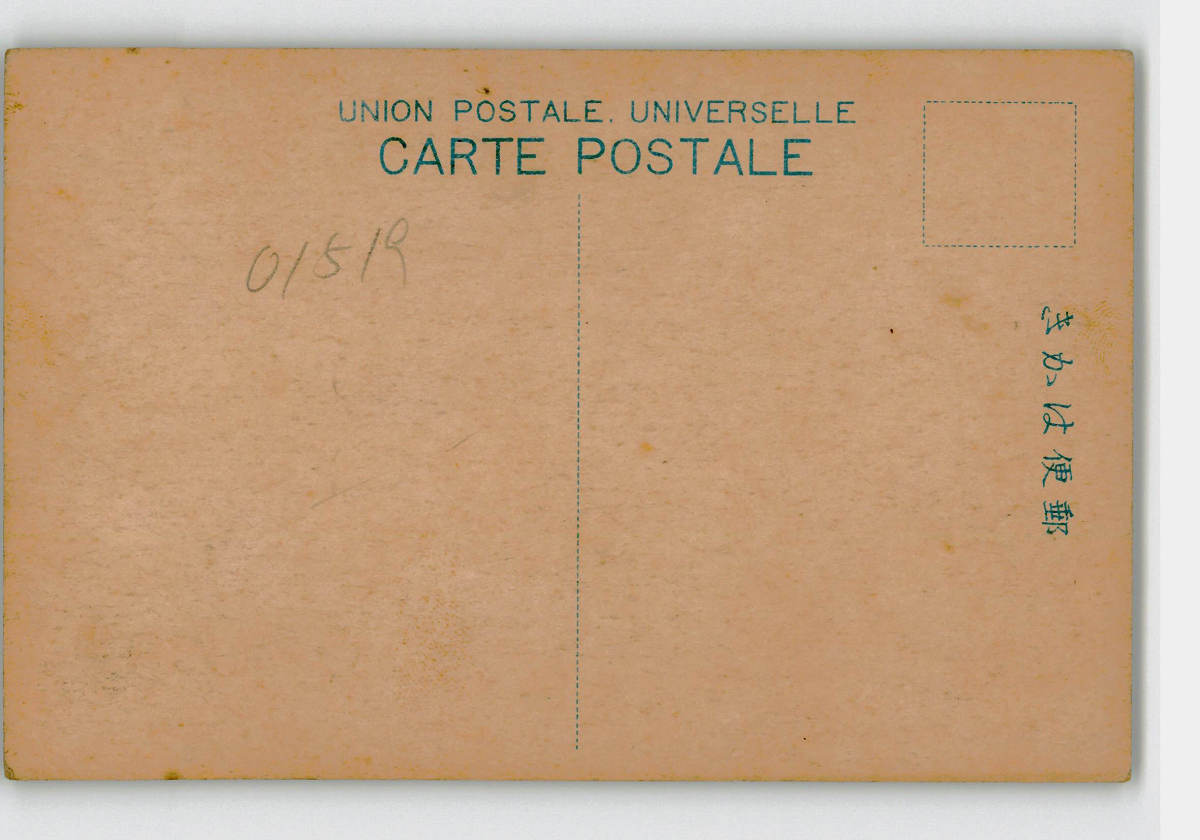 UNION POSTALE. UNIVERSELLE
CARTE POSTALE
01519
郵便はかき